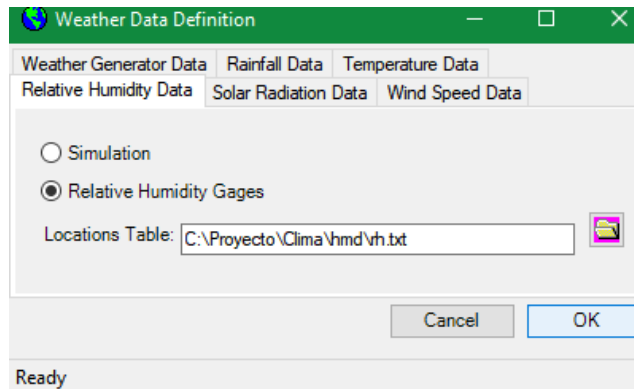 Weather Data Definition
Weather Generator Data Rainfall Data Temperature Data
Relative Humidity Data Solar Radiation Data Wind Speed Data
Simulation
Relative Humidity Gages
Locations Table: C:\Proyecto\Clima\hmd\rh.txt
Cancel OK
Ready